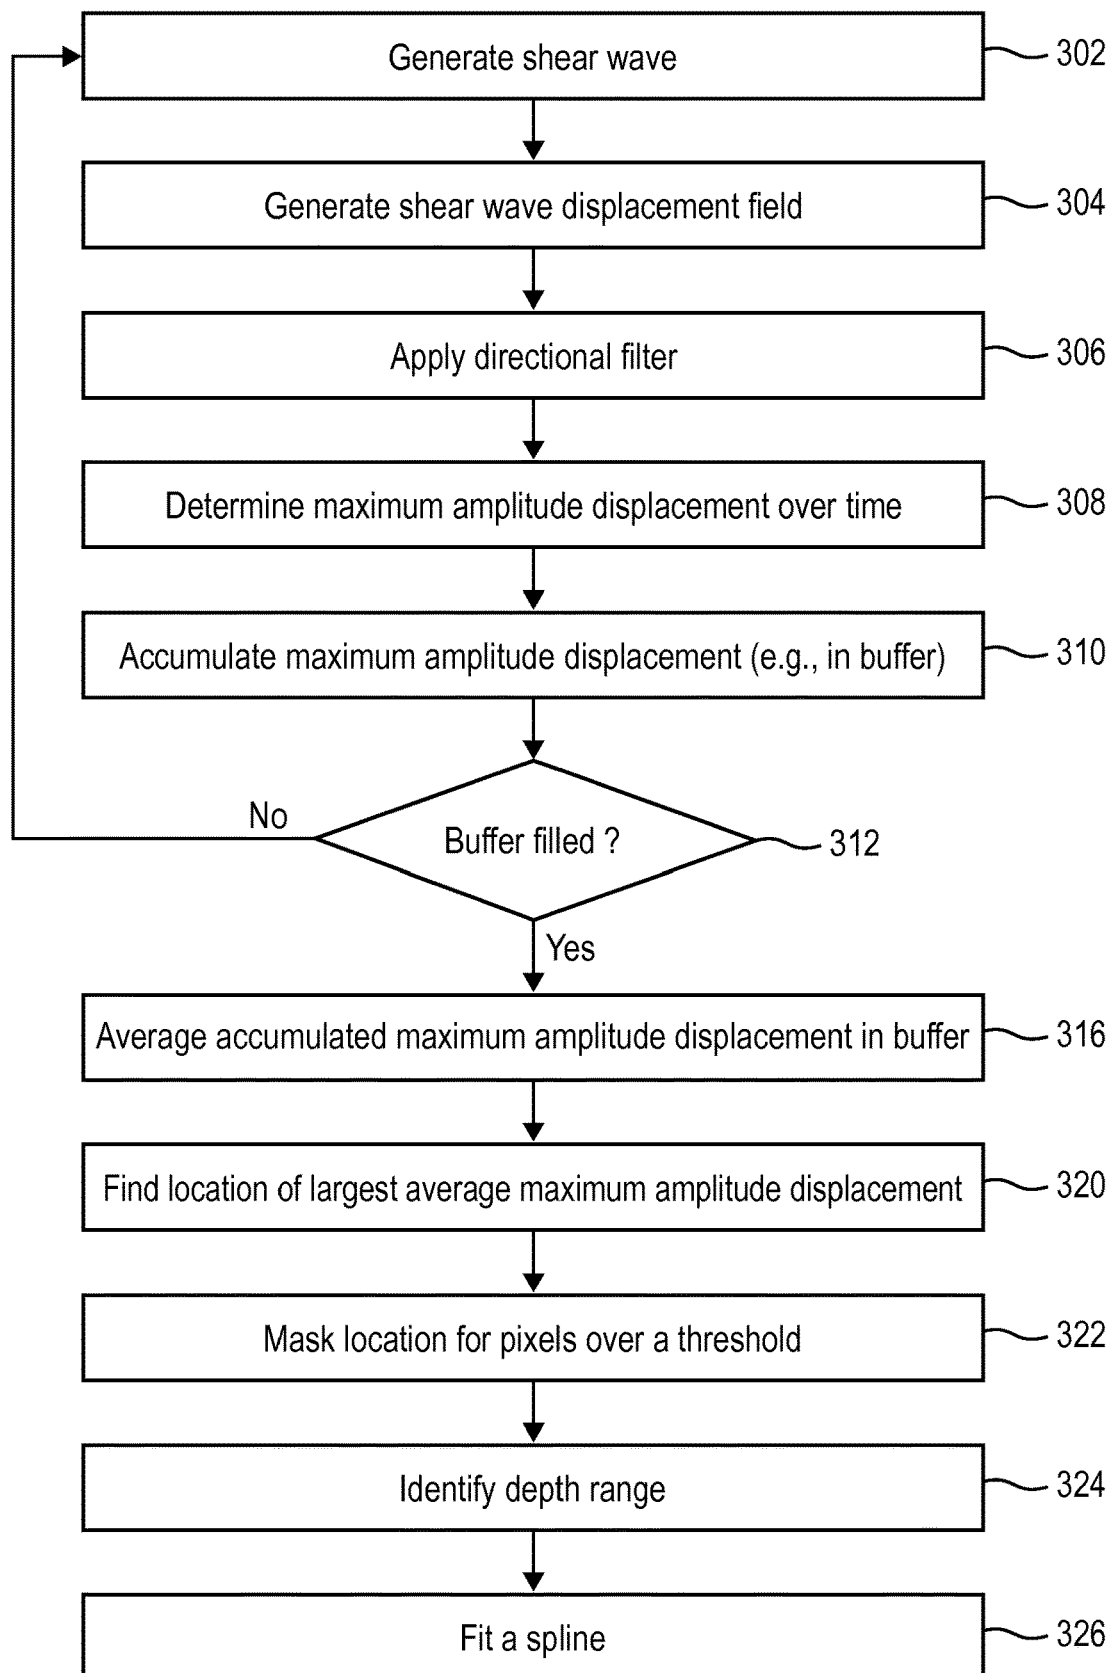 Generate shear wave 302
Generate shear wave displacement field 304
Apply directional filter 306
Determine maximum amplitude displacement over time 308
Accumulate maximum amplitude displacement (e.g., in buffer) 310
No
Buffer filled ? 312
Yes
Average accumulated maximum amplitude displacement in buffer 316
Find location of largest average maximum amplitude displacement 320
Mask location for pixels over a threshold 322
Identify depth range 324
Fit a spline 326